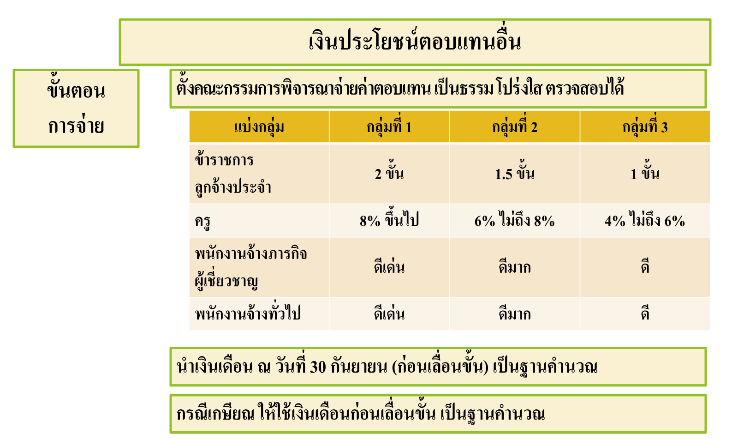 เงินประโยชน์ตอบแทนอื่น
ขั้นตอน
การจ่าย
ตั้งคณะกรรมการพิจารณาจ่ายค่าตอบแทน เป็นธรรม โปร่งใส ตรวจสอบได้
แบ่งกลุ่ม กลุ่มที่ 1 กลุ่มที่ 2 กลุ่มที่ 3
ข้าราชการ
ลูกจ้างประจำ 2 ขั้น 1.5 ขั้น 1 ขั้น
ครู 8% ขึ้นไป 6% ไม่ถึง 8% 4% ไม่ถึง 6%
พนักงานจ้างภารกิจ
ผู้เชี่ยวชาญ ดีเด่น ดีมาก ดี
พนักงานจ้างทั่วไป ดีเด่น ดีมาก ดี
นำเงินเดือน ณ วันที่ 30 กันยายน (ก่อนเลื่อนขั้น) เป็นฐานคำนวณ
กรณีเกษียณ ให้ใช้เงินเดือนก่อนเลื่อนขั้น เป็นฐานคำนวณ